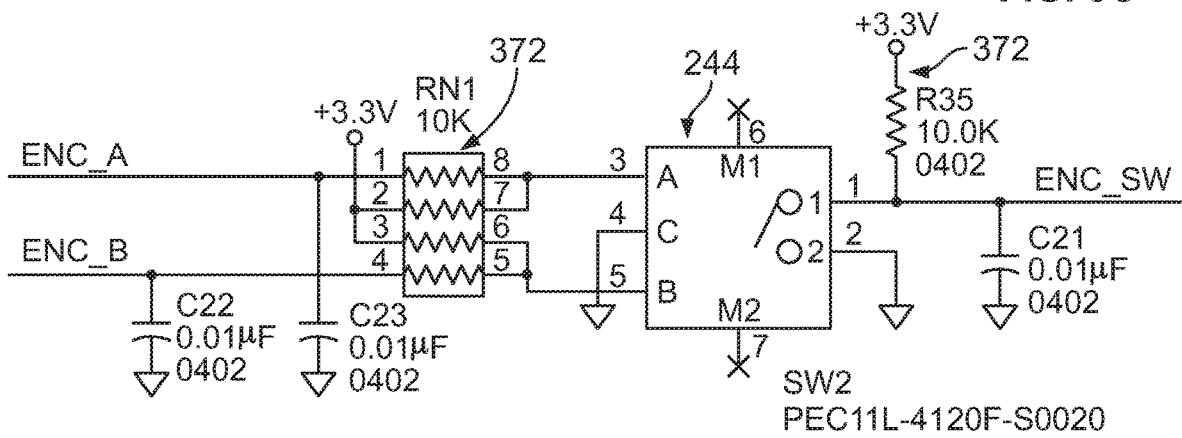 +3.3V
372
372
244
RN1
10K
+3.3V
R35
10.0K
0402
ENC_A
1
8
3
A
6
M1
2
7
3
6
4
C
4
5
5
B
1
1
2
2
ENC_SW
ENC_B
C22
0.01μF
0402
C23
0.01μF
0402
M2
7
C21
0.01μF
0402
SW2
PEC11L-4120F-S0020